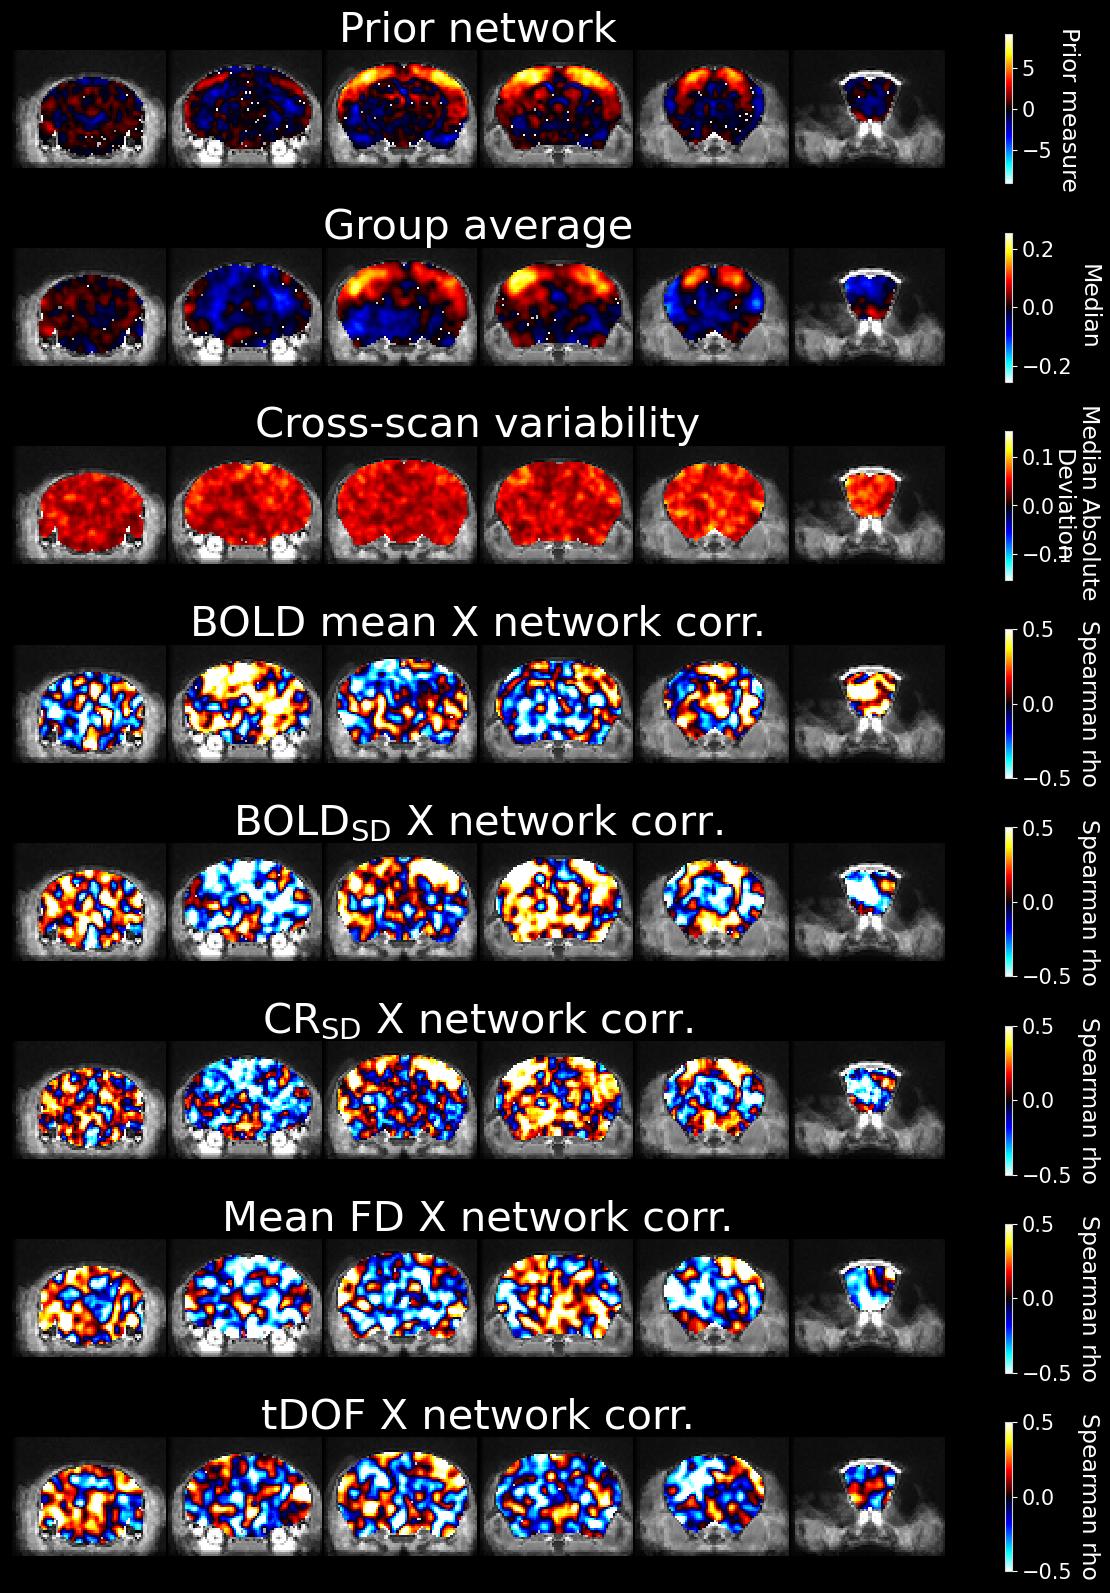 Prior network
5
0
−5
Prior measure
Group average
0.2
0.0
−0.2
Median
Cross-scan variability
0.1
0.0
−0.1
Median Absolute
Deviation
BOLD mean X network corr.
0.5
0.0
−0.5
Spearman rho
BOLD_SD X network corr.
0.5
0.0
−0.5
Spearman rho
CR_SD X network corr.
0.5
0.0
−0.5
Spearman rho
Mean FD X network corr.
0.5
0.0
−0.5
Spearman rho
tDOF X network corr.
0.5
0.0
−0.5
Spearman rho